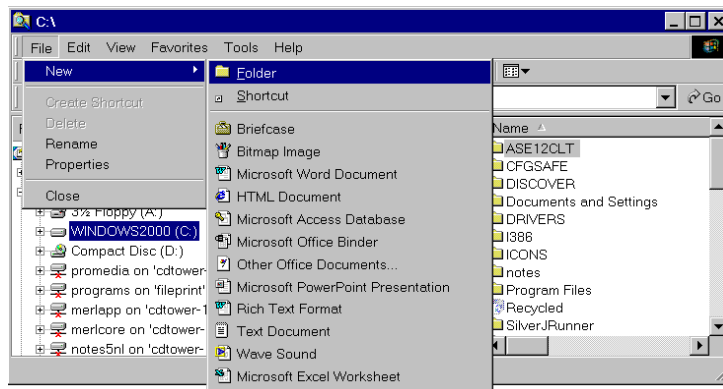 C:\
File Edit View Favorites Tools Help
New
Create Shortcut
Delete
Rename
Properties
Close
Folder
Shortcut
Briefcase
Bitmap Image
Microsoft Word Document
HTML Document
Microsoft Access Database
Microsoft Office Binder
Other Office Documents...
Microsoft PowerPoint Presentation
Rich Text Format
Text Document
Wave Sound
Microsoft Excel Worksheet
Go
3½ Floppy (A:)
WINDOWS2000 (C:)
Compact Disc (D:)
promedia on 'cdtower-
programs on 'fileprint'
merlapp on 'cdtower-1
merlcore on 'cdtower-
notes5nl on 'cdtower-
Name
ASE12CLT
CFGSAFE
DISCOVER
Documents and Settings
DRIVERS
I386
ICONS
notes
Program Files
Recycled
SilverJRunner